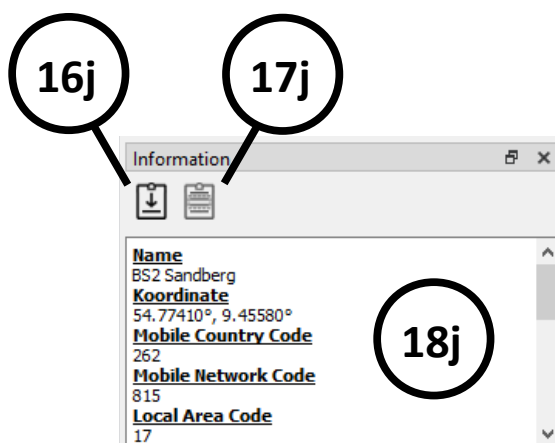 16j
17j
Information
Name
BS2 Sandberg
Koordinate
54.77410°, 9.45580°
Mobile Country Code
262
18j
Mobile Network Code
815
Local Area Code
17